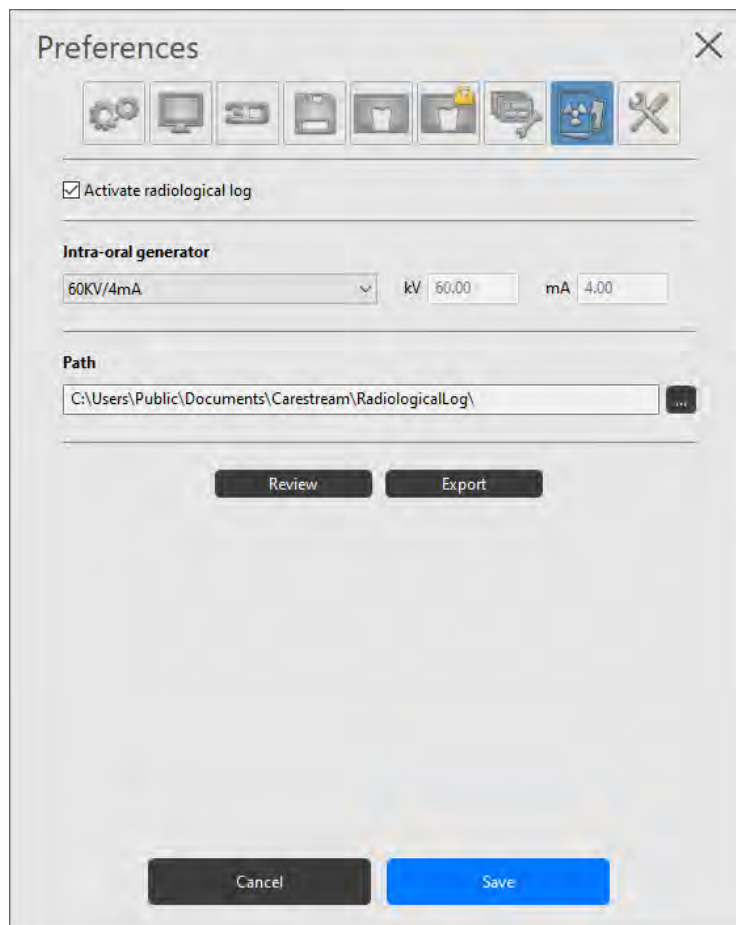 Preferences
3D
Activate radiological log
Intra-oral generator
60KV/4mA kV 60.00 mA 4.00
Path
C:\Users\Public\Documents\Carestream\RadiologicalLog\ ...
Review Export
Cancel Save